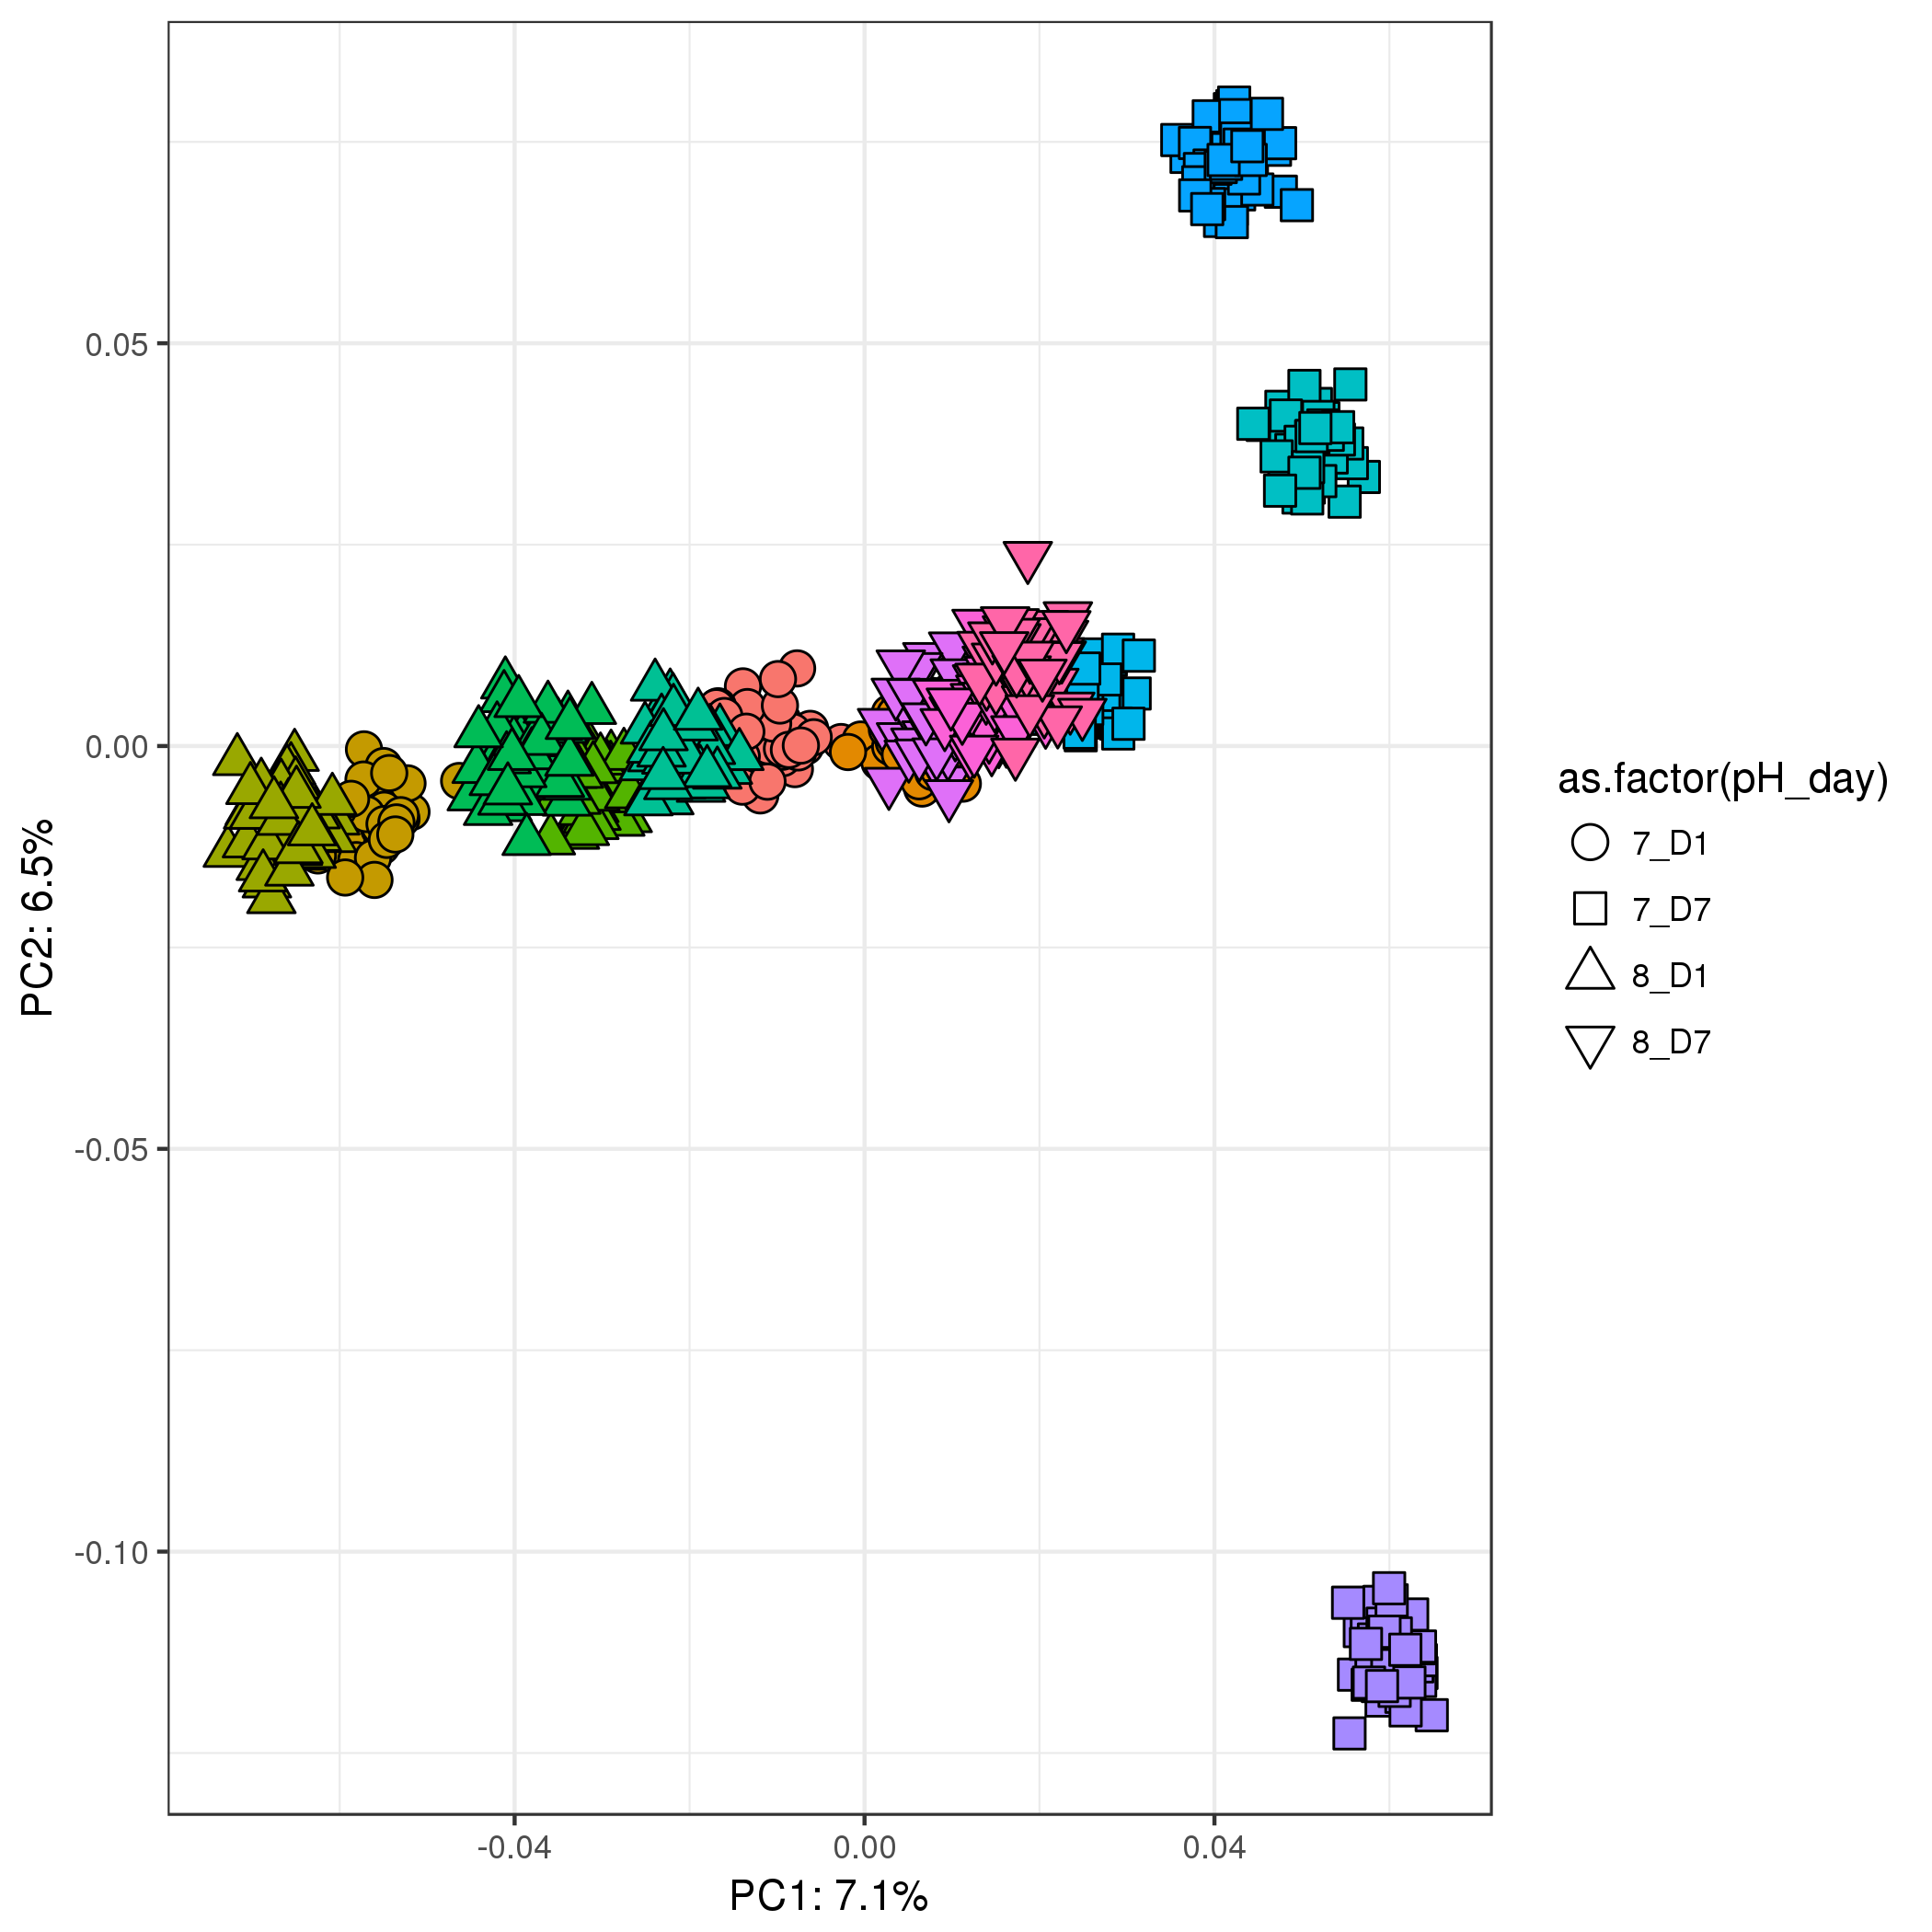 0.05
0.00
-0.05
-0.10
PC2: 6.5%
-0.04
0.00
0.04
PC1: 7.1%
as.factor(pH_day)
7_D1
7_D7
8_D1
8_D7